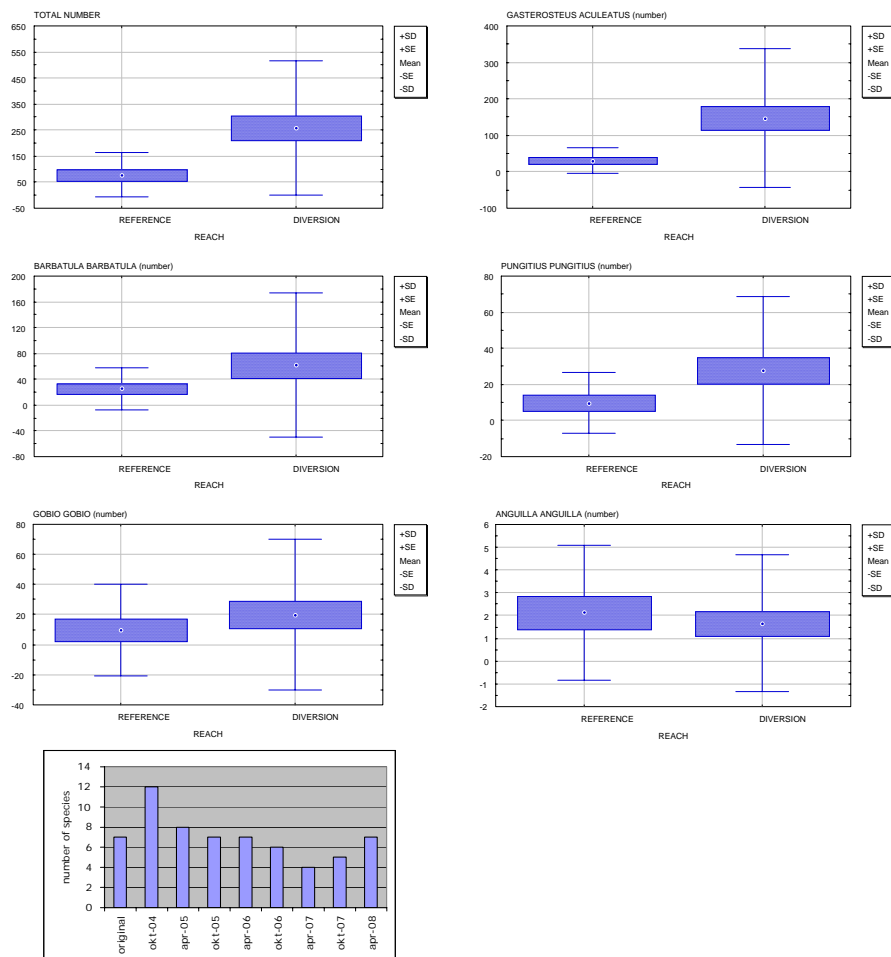 TOTAL NUMBER
650
550
450
350
250
150
50
-50
REFERENCE DIVERSION
REACH
+SD
+SE
Mean
-SE
-SD
GASTEROSTEUS ACULEATUS (number)
400
300
200
100
0
-100
REFERENCE DIVERSION
REACH
+SD
+SE
Mean
-SE
-SD
BARBATULA BARBATULA (number)
200
160
120
80
40
0
-40
-80
REFERENCE DIVERSION
REACH
+SD
+SE
Mean
-SE
-SD
PUNGITIUS PUNGITIUS (number)
80
60
40
20
0
-20
REFERENCE DIVERSION
REACH
+SD
+SE
Mean
-SE
-SD
GOBIO GOBIO (number)
80
60
40
20
0
-20
-40
REFERENCE DIVERSION
REACH
+SD
+SE
Mean
-SE
-SD
ANGUILLA ANGUILLA (number)
6
5
4
3
2
1
0
-1
-2
REFERENCE DIVERSION
REACH
+SD
+SE
Mean
-SE
-SD
number of species
14
12
10
8
6
4
2
0
original
okt-04
apr-05
okt-05
apr-06
okt-06
apr-07
okt-07
apr-08